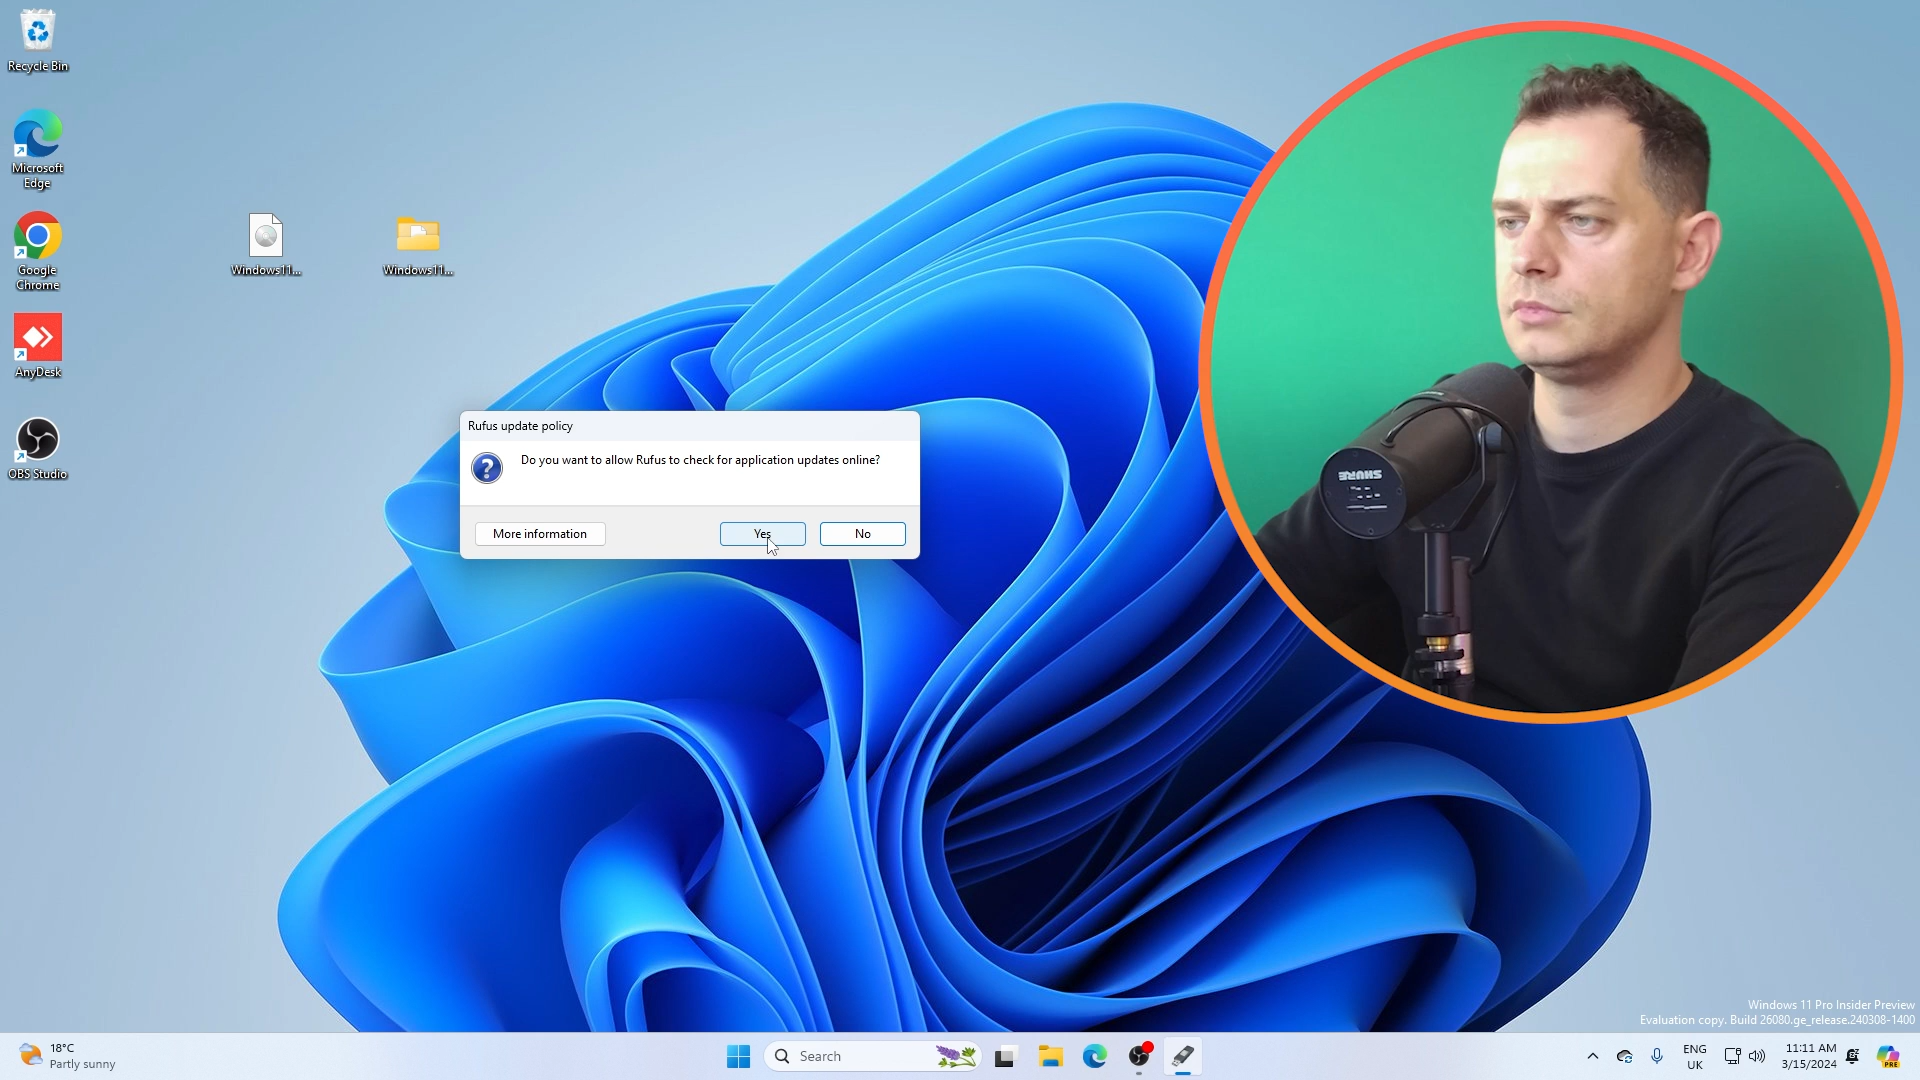 Recycle Bin
Microsoft
Edge
Google
Chrome
AnyDesk
OBS Studio
Windows11...
Windows11...
Rufus update policy
Do you want to allow Rufus to check for application updates online?
More information
Yes
No
SHURE
Windows 11 Pro Insider Preview
Evaluation copy. Build 26080.ge_release.240308-1400
18°C
Partly sunny
Search
ENG
UK
11:11 AM
3/15/2024
PRE